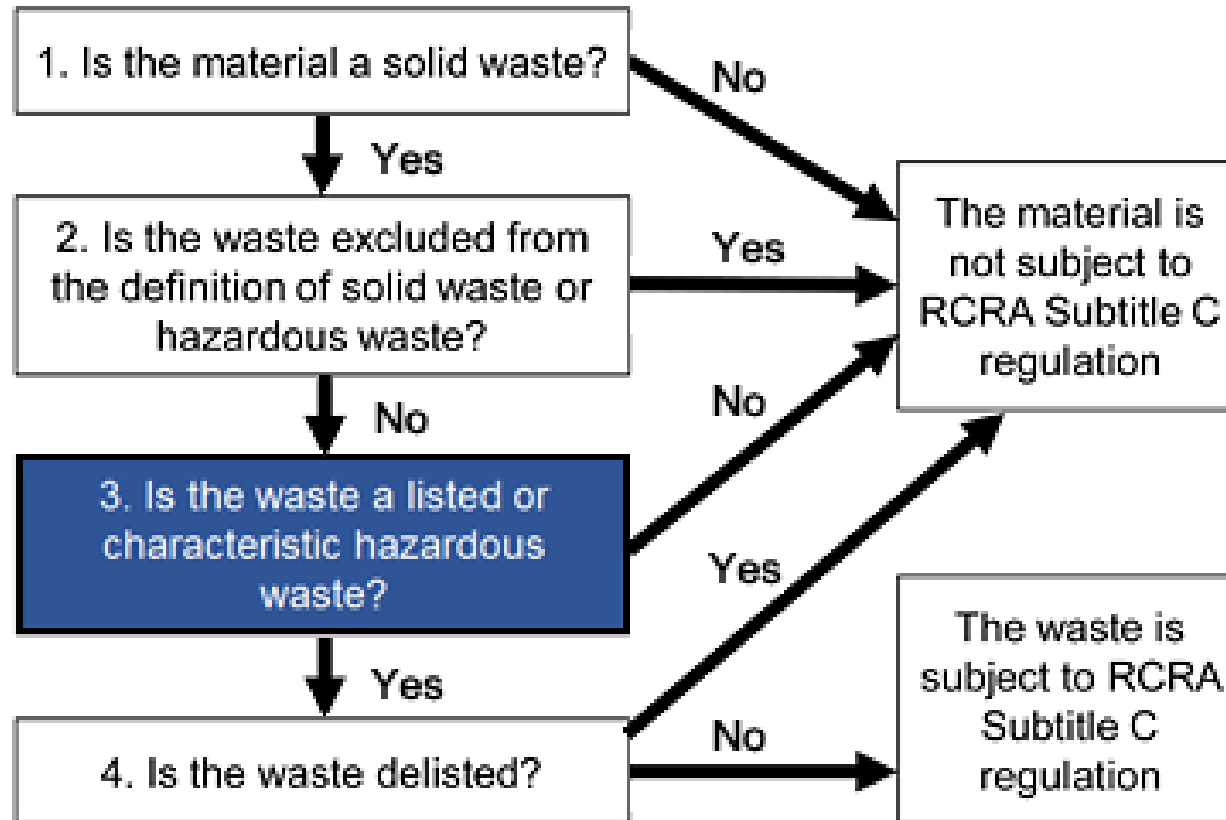 1. Is the material a solid waste?
No
Yes
2. Is the waste excluded from
the definition of solid waste or
hazardous waste?
Yes
The material is
not subject to
RCRA Subtitle C
regulation
No
No
3. Is the waste a listed or
characteristic hazardous
waste?
Yes
Yes
4. Is the waste delisted?
No
The waste is
subject to RCRA
Subtitle C
regulation